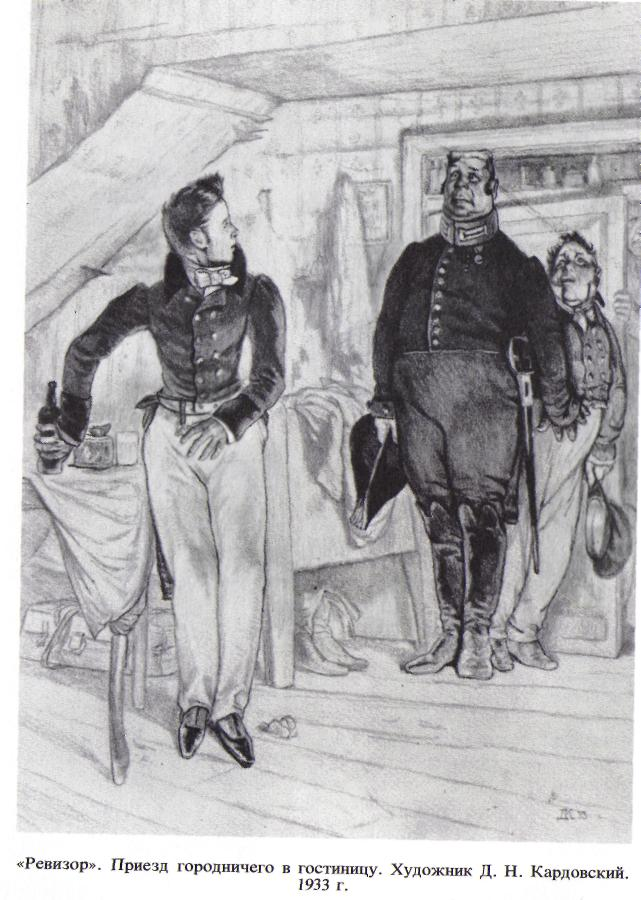 «Ревизор». Приезд городничего в гостиницу. Художник Д. Н. Кардовский.
1933 г.